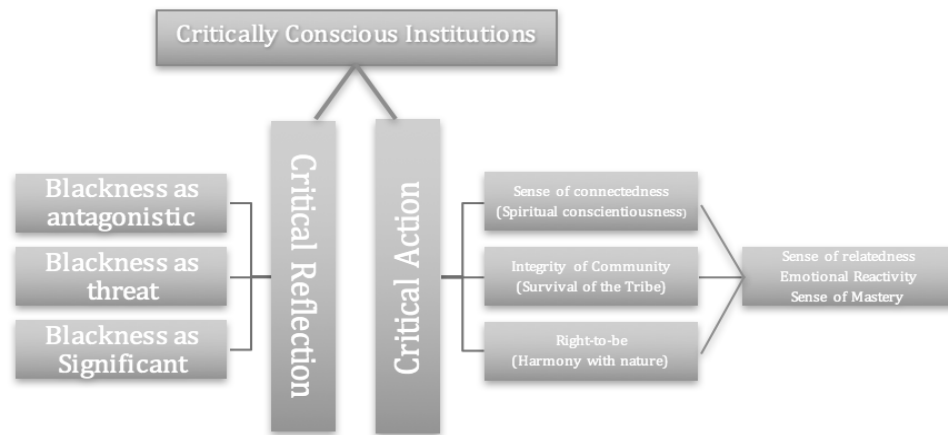 Critically Conscious Institutions
Critical Reflection
Critical Action
Blackness as
antagonistic
Blackness as
threat
Blackness as
Significant
Sense of connectedness
(Spiritual conscientiousness)
Integrity of Community
(Survival of the Tribe)
Right-to-be
(Harmony with nature)
Sense of relatedness
Emotional Reactivity
Sense of Mastery